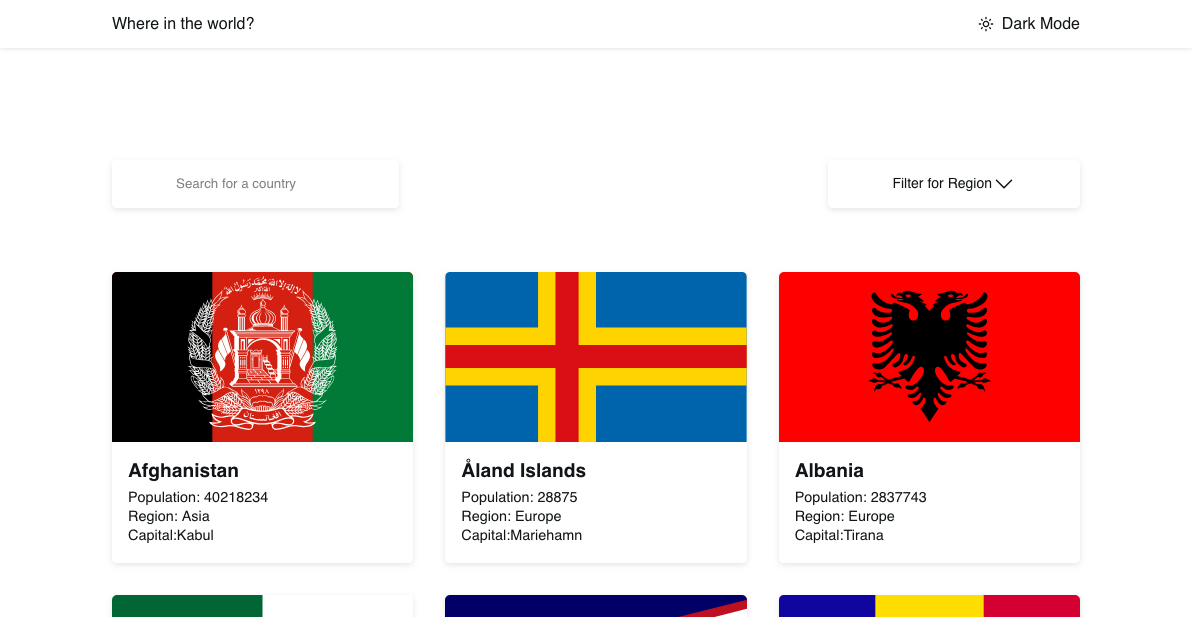 Where in the world?
Dark Mode
Search for a country
Filter for Region
Afghanistan
Population: 40218234
Region: Asia
Capital:Kabul
Åland Islands
Population: 28875
Region: Europe
Capital:Mariehamn
Albania
Population: 2837743
Region: Europe
Capital:Tirana